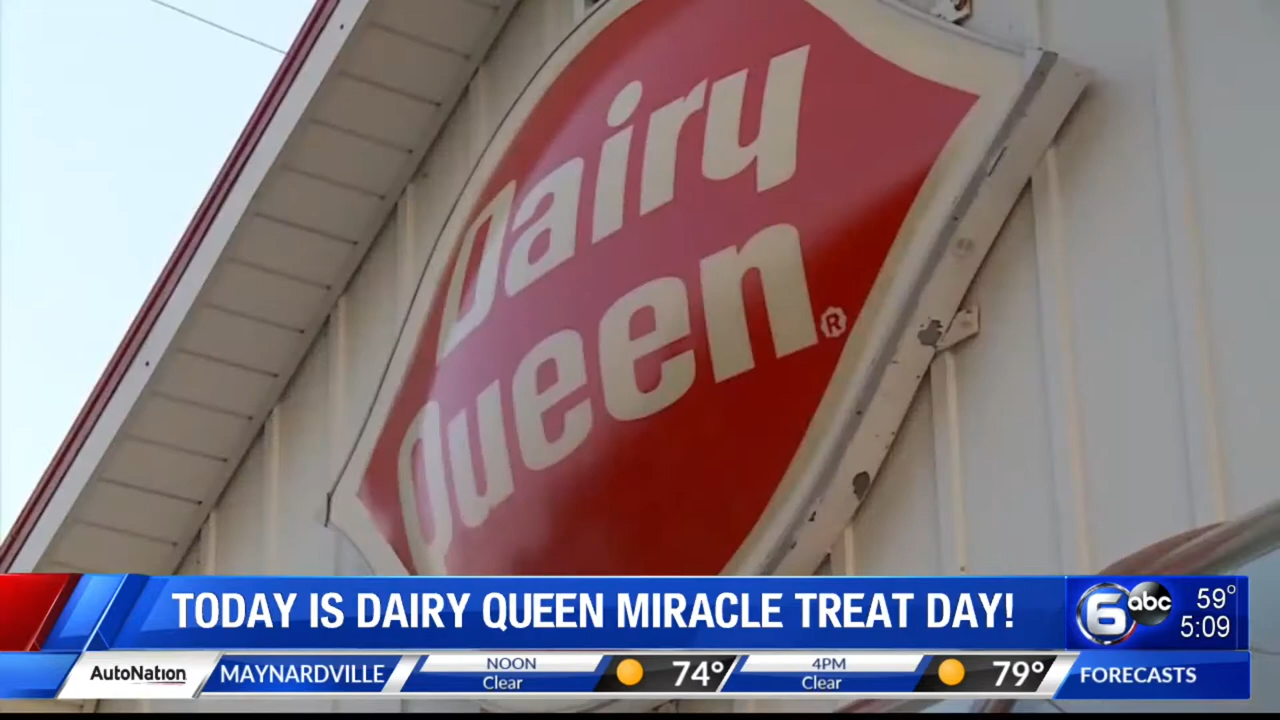 Dairy
Queen
®
TODAY IS DAIRY QUEEN MIRACLE TREAT DAY!
6 abc
59°
5:09
AutoNation
MAYNARDVILLE
NOON
Clear
74°
4PM
Clear
79°
FORECASTS